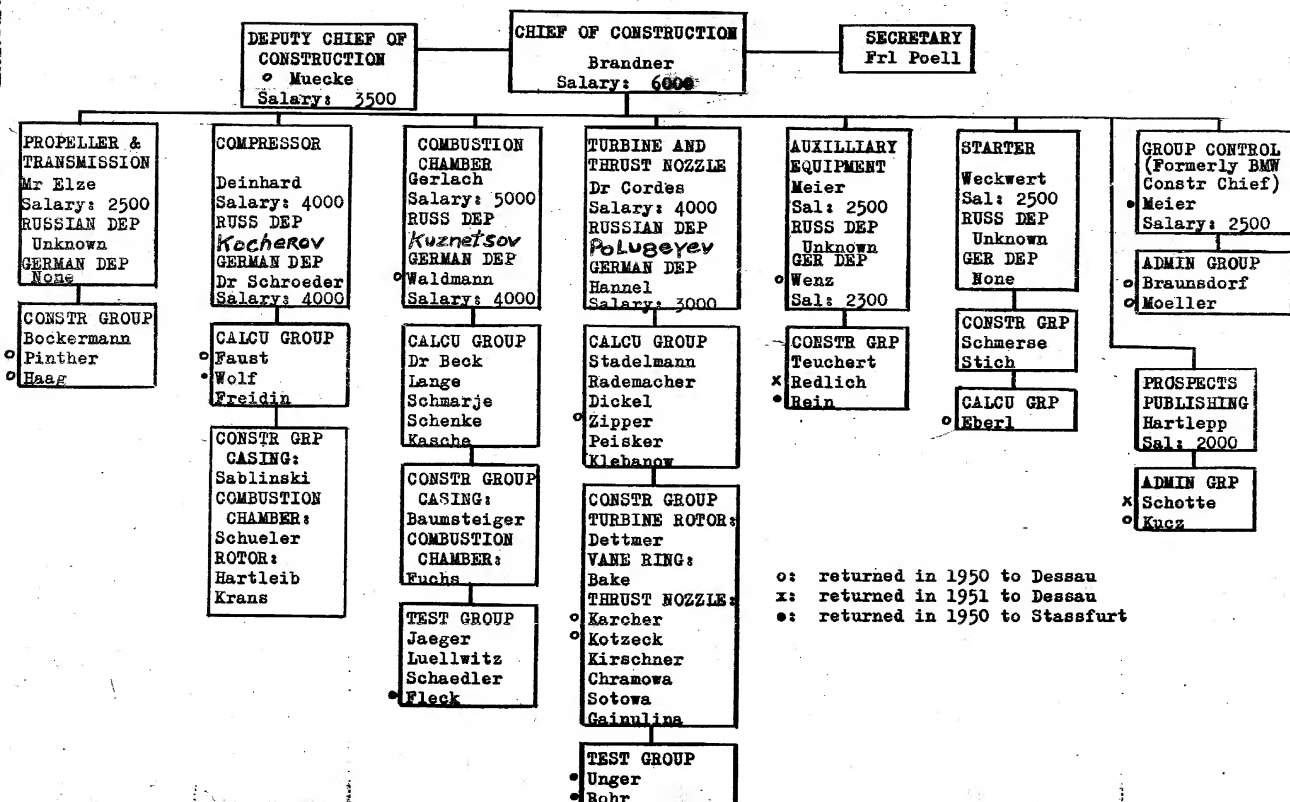 DEPUTY CHIEF OF
CONSTRUCTION
o Muecke
Salary: 3500
CHIEF OF CONSTRUCTION
Brandner
Salary: 6000
SECRETARY
Frl Poell
PROPELLER &
TRANSMISSION
Mr Elze
Salary: 2500
RUSSIAN DEP
Unknown
GERMAN DEP
None
CONSTR GROUP
Bockermann
o Pinther
o Haag
COMPRESSOR
Deinhard
Salary: 4000
RUSS DEP
Kocherov
GERMAN DEP
Dr Schroeder
Salary: 4000
CALCU GROUP
o Faust
• Wolf
Freidin
CONSTR GRP
CASING:
Sablinski
COMBUSTION
CHAMBER:
Schueler
ROTOR:
Hartleib
Krans
COMBUSTION
CHAMBER
Gerlach
Salary: 5000
RUSS DEP
Kuznetsov
GERMAN DEP
o Waldmann
Salary: 4000
CALCU GROUP
Dr Beck
Lange
Schmarje
Schenke
Kasche
CONSTR GROUP
CASING:
Baumsteiger
COMBUSTION
CHAMBER:
Fuchs
TEST GROUP
Jaeger
Luellwitz
Schaedler
• Fleck
TURBINE AND
THRUST NOZZLE
Dr Cordes
Salary: 4000
RUSSIAN DEP
PoLugeyev
GERMAN DEP
Hannel
Salary: 3000
CALCU GROUP
Stadelmann
Rademacher
Dickel
o Zipper
Peisker
Klebanow
CONSTR GROUP
TURBINE ROTOR:
Dettmer
VANE RING:
Bake
THRUST NOZZLE:
o Karcher
o Kotzeck
Kirschner
Chramowa
Sotowa
Gainulina
TEST GROUP
• Unger
• Rohr
AUXILLIARY
EQUIPMENT
Meier
Sal: 2500
RUSS DEP
Unknown
GER DEP
o Wenz
Sal: 2300
CONSTR GRP
Teuchert
x Redlich
• Rein
STARTER
Weckwert
Sal: 2500
RUSS DEP
Unknown
GER DEP
None
CONSTR GRP
Schmerse
Stich
CALCU GRP
o Eberl
GROUP CONTROL
(Formerly BMW
Constr Chief)
• Meier
Salary: 2500
ADMIN GROUP
o Braunsdorf
o Moeller
PROSPECTS
PUBLISHING
Hartlepp
Sal: 2000
ADMIN GRP
x Schotte
o Kucz
o: returned in 1950 to Dessau
x: returned in 1951 to Dessau
•: returned in 1950 to Stassfurt